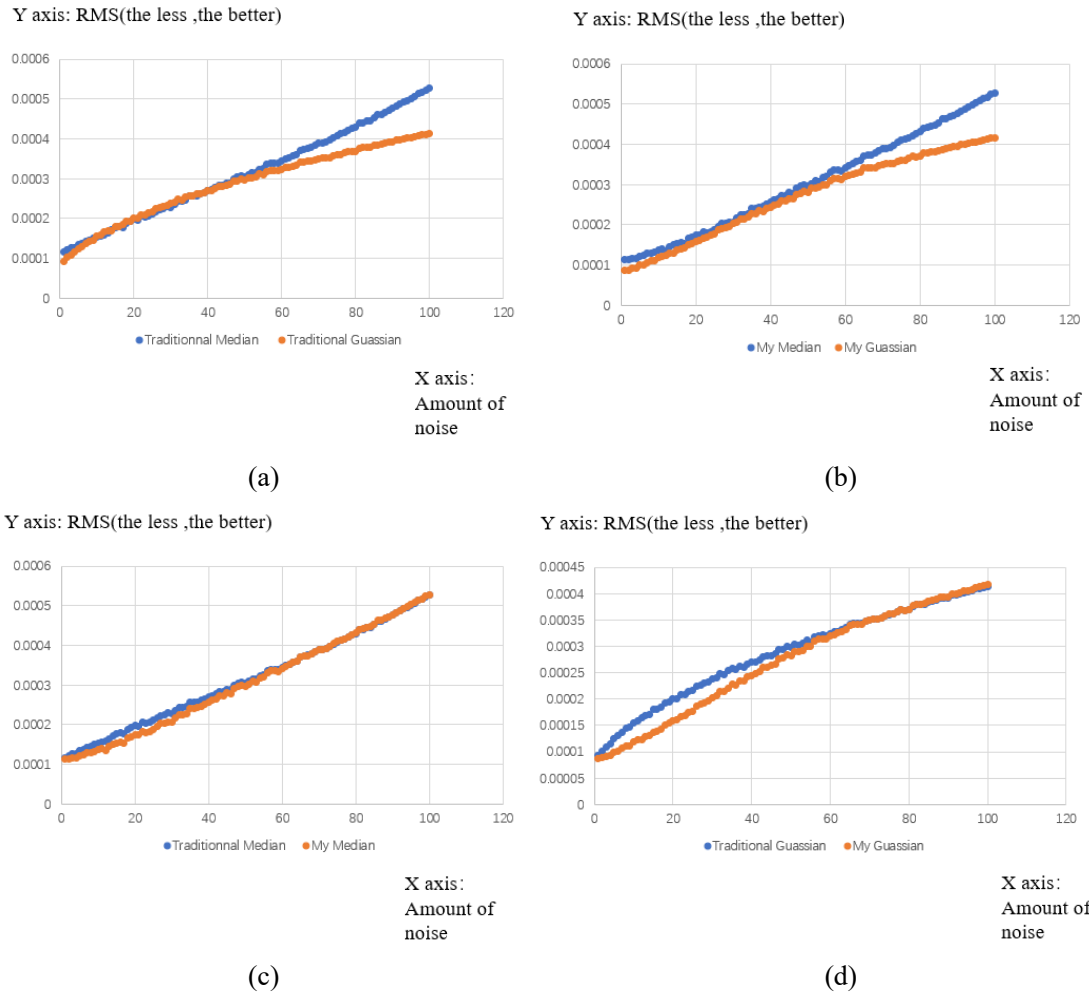 Y axis: RMS(the less ,the better)
0.0006
0.0005
0.0004
0.0003
0.0002
0.0001
0
0 20 40 60 80 100 120
Traditionnal Median Traditional Guassian
X axis:
Amount of
noise
(a)
Y axis: RMS(the less ,the better)
0.0006
0.0005
0.0004
0.0003
0.0002
0.0001
0
0 20 40 60 80 100 120
My Median My Guassian
X axis:
Amount of
noise
(b)
Y axis: RMS(the less ,the better)
0.0006
0.0005
0.0004
0.0003
0.0002
0.0001
0
0 20 40 60 80 100 120
Traditionnal Median My Median
X axis:
Amount of
noise
(c)
Y axis: RMS(the less ,the better)
0.00045
0.0004
0.00035
0.0003
0.00025
0.0002
0.00015
0.0001
0.00005
0
0 20 40 60 80 100 120
Traditional Guassian My Guassian
X axis:
Amount of
noise
(d)